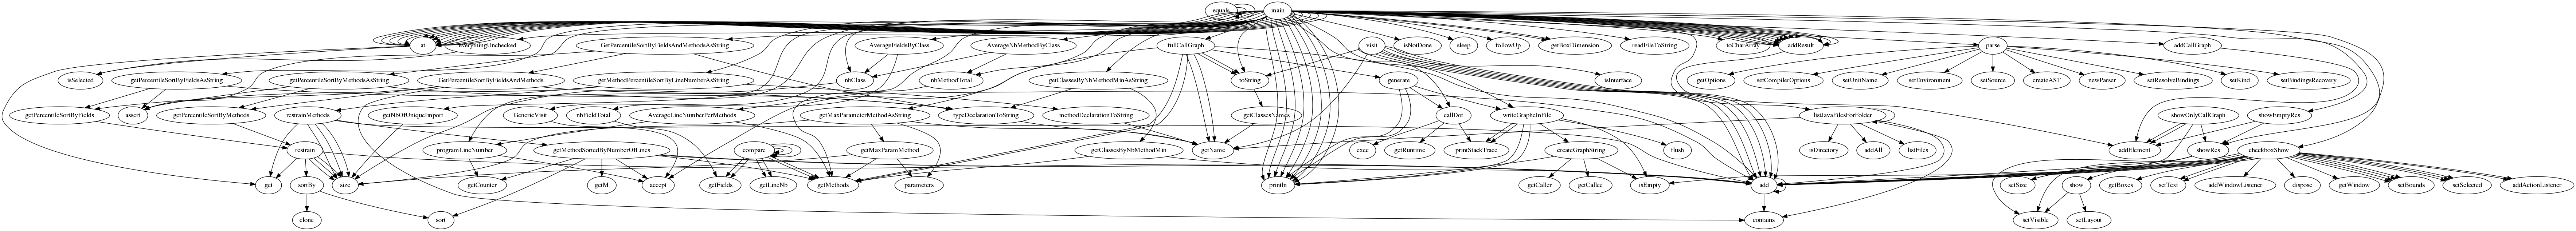 equals
main
at
everythingUnchecked
GetPercentileSortByFieldsAndMethodsAsString
AverageFieldsByClass
AverageNbMethodByClass
fullCallGraph
visit
isNotDone
sleep
followUp
getBoxDimension
readFileToString
toCharArray
addResult
parse
addCallGraph
isSelected
getPercentileSortByFieldsAsString
getPercentileSortByMethodsAsString
GetPercentileSortByFieldsAndMethods
getMethodPercentileSortByLineNumberAsString
nbClass
nbMethodTotal
getClassesByNbMethodMinAsString
toString
generate
isInterface
getOptions
setCompilerOptions
setUnitName
setEnvironment
setSource
createAST
newParser
setResolveBindings
setKind
setBindingsRecovery
getPercentileSortByFields
assert
getPercentileSortByMethods
restrainMethods
getNbOfUniqueImport
GenericVisit
nbFieldTotal
AverageLineNumberPerMethods
getMaxParameterMethodAsString
typeDeclarationToString
methodDeclarationToString
getClassesNames
callDot
writeGrapheInFile
listJavaFilesForFolder
showOnlyCallGraph
showEmptyRes
restrain
getMethodSortedByNumberOfLines
programLineNumber
compare
getMaxParamMethod
getClassesByNbMethodMin
getName
exec
getRuntime
printStackTrace
createGraphString
flush
isDirectory
addAll
listFiles
addElement
showRes
checkboxShow
get
sortBy
size
getCounter
getM
accept
getFields
getLineNb
getMethods
parameters
println
getCaller
getCallee
isEmpty
add
setSize
show
getBoxes
setText
addWindowListener
dispose
getWindow
setBounds
setSelected
addActionListener
clone
sort
contains
setVisible
setLayout